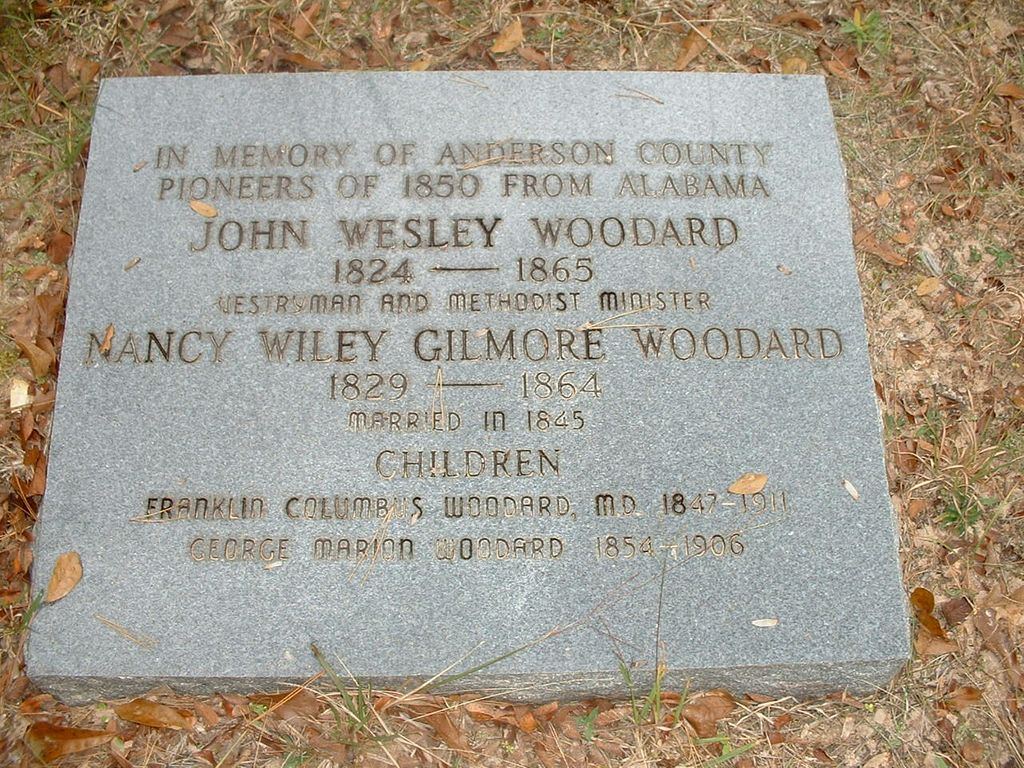 IN MEMORY OF ANDERSON COUNTY
PIONEERS OF 1850 FROM ALABAMA
JOHN WESLEY WOODARD
1824 — 1865
VESTRYMAN AND METHODIST MINISTER
NANCY WILEY GILMORE WOODARD
1829 — 1864
MARRIED IN 1845
CHILDREN
FRANKLIN COLUMBUS WOODARD, M.D. 1847-1911
GEORGE MARION WOODARD 1854-1906